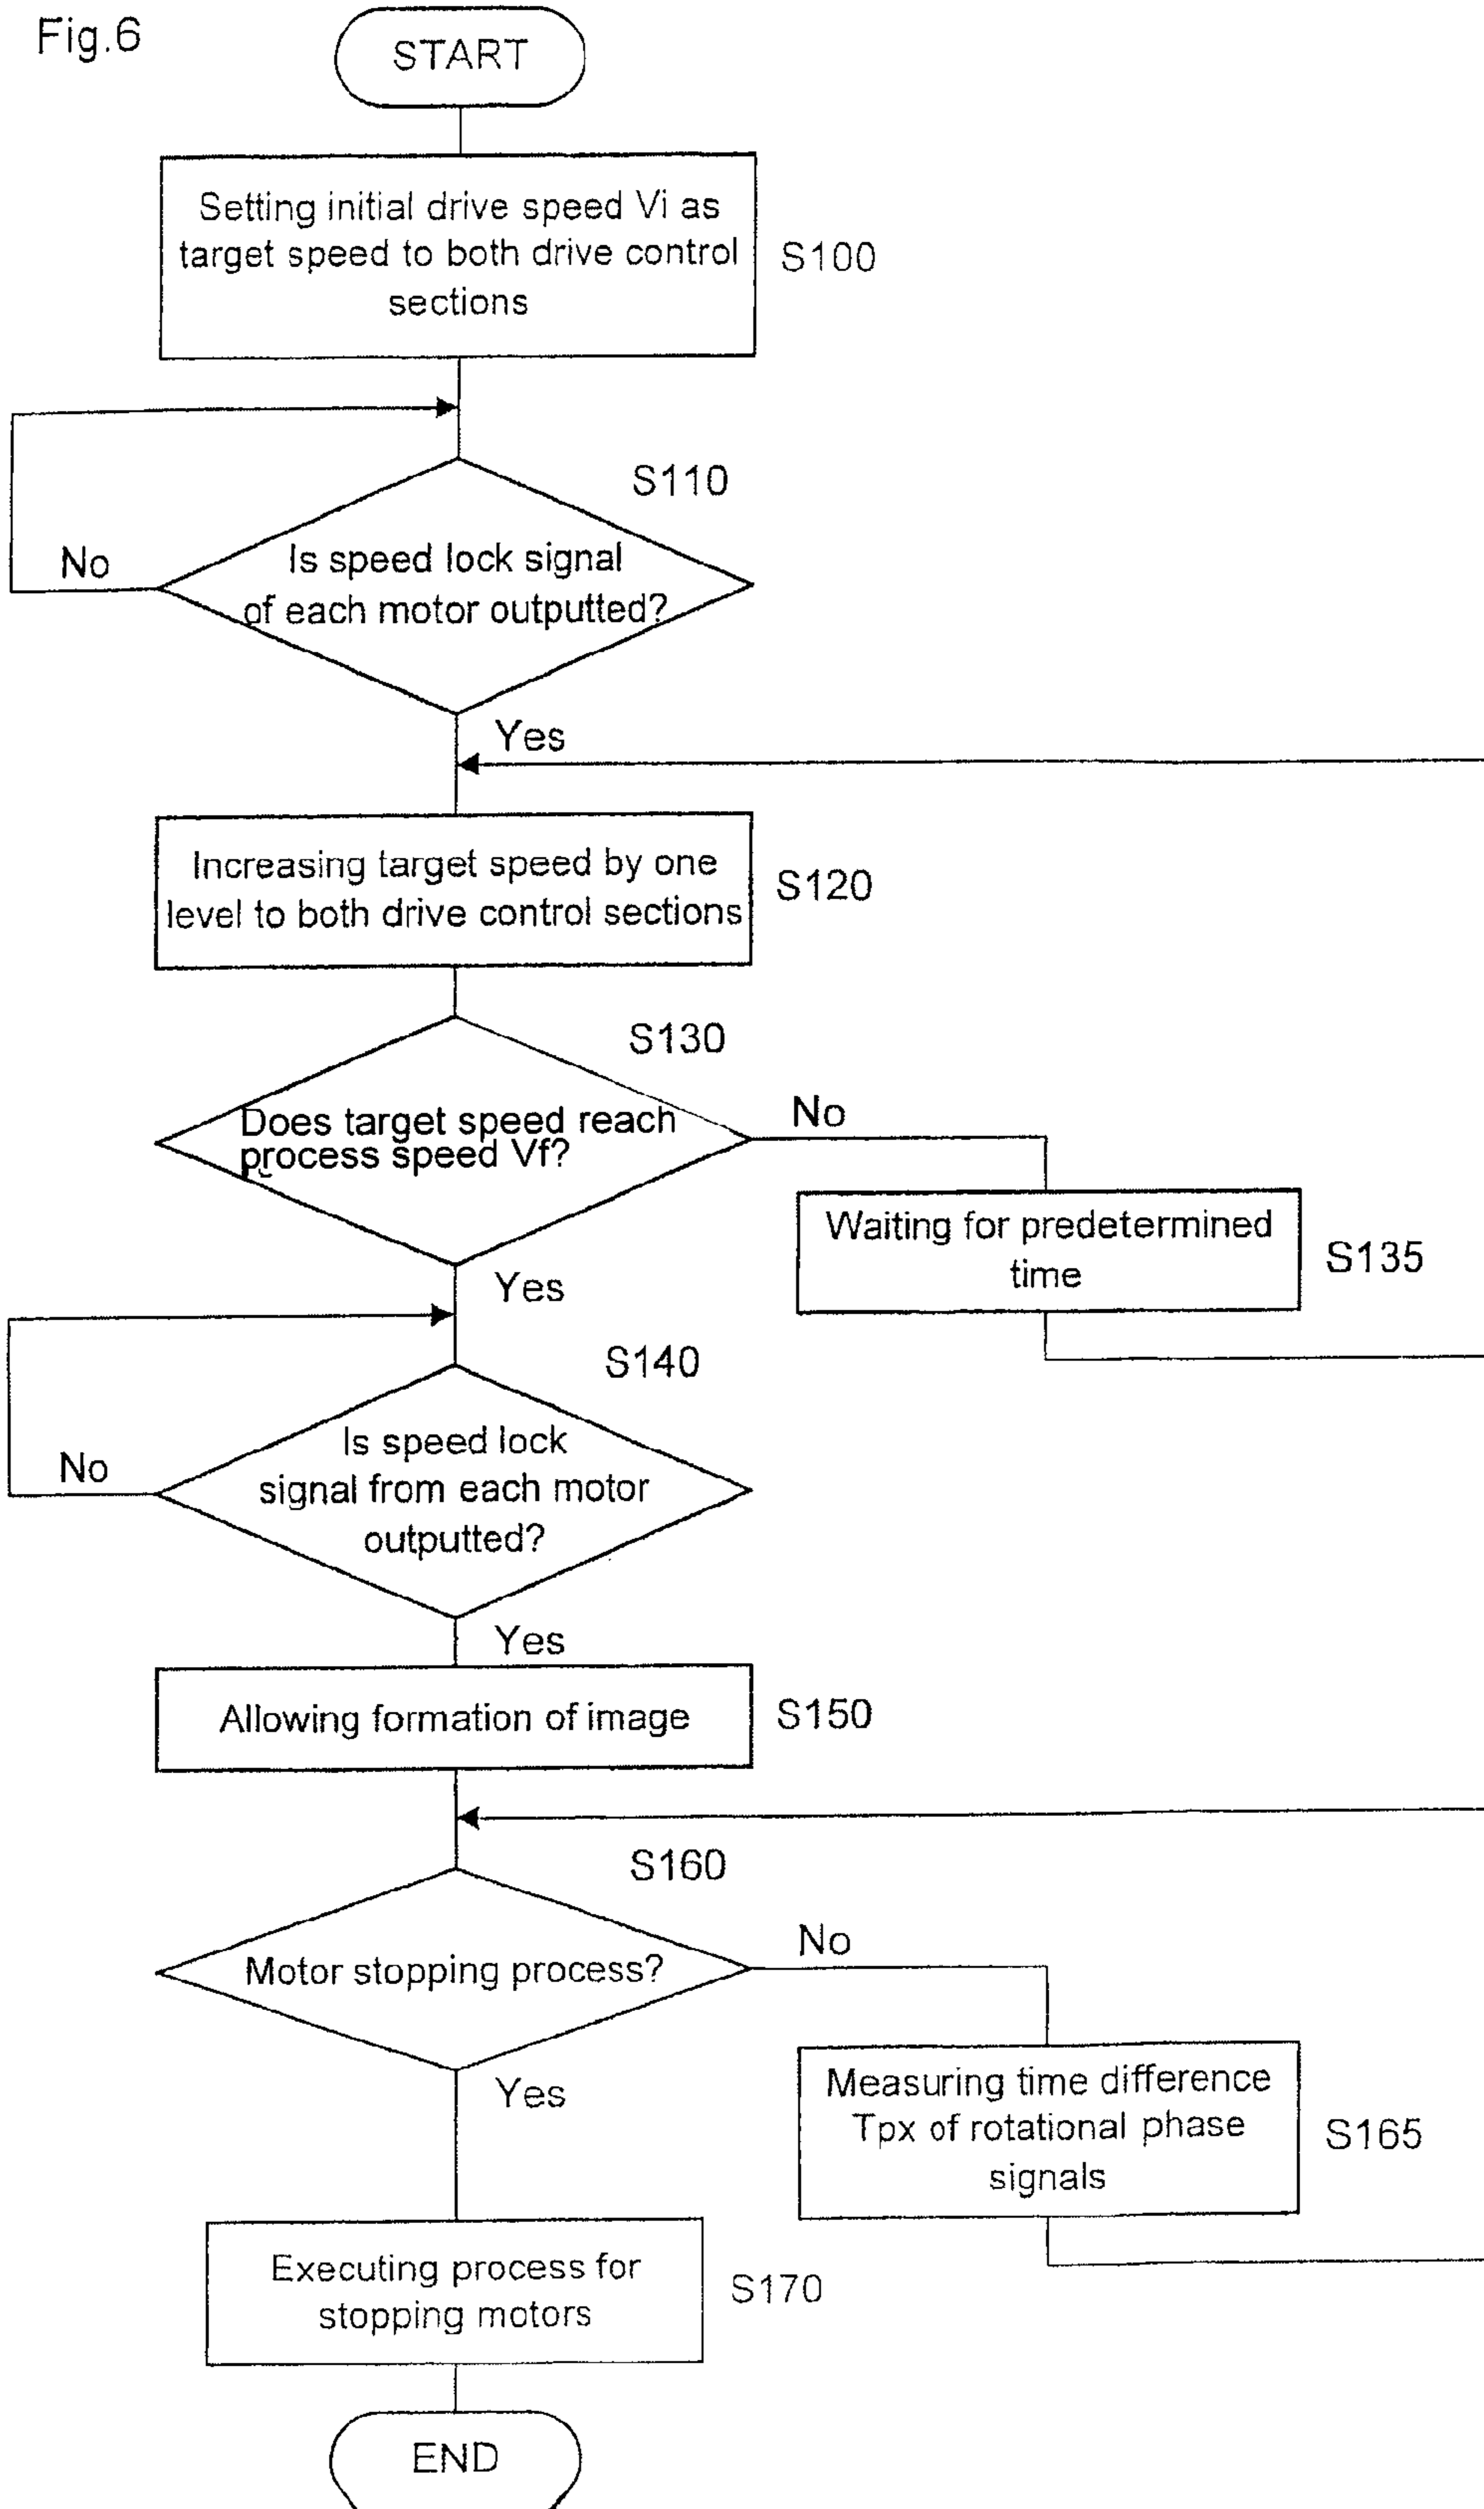 Fig.6
START
Setting initial drive speed Vi as
target speed to both drive control
sections
S100
S110
Is speed lock signal
of each motor outputted?
No
Yes
Increasing target speed by one
level to both drive control sections
S120
S130
Does target speed reach
process speed Vf?
No
Waiting for predetermined
time
S135
Yes
S140
Is speed lock
signal from each motor
outputted?
No
Yes
Allowing formation of image
S150
S160
Motor stopping process?
No
Measuring time difference
Tpx of rotational phase
signals
S165
Yes
Executing process for
stopping motors
S170
END